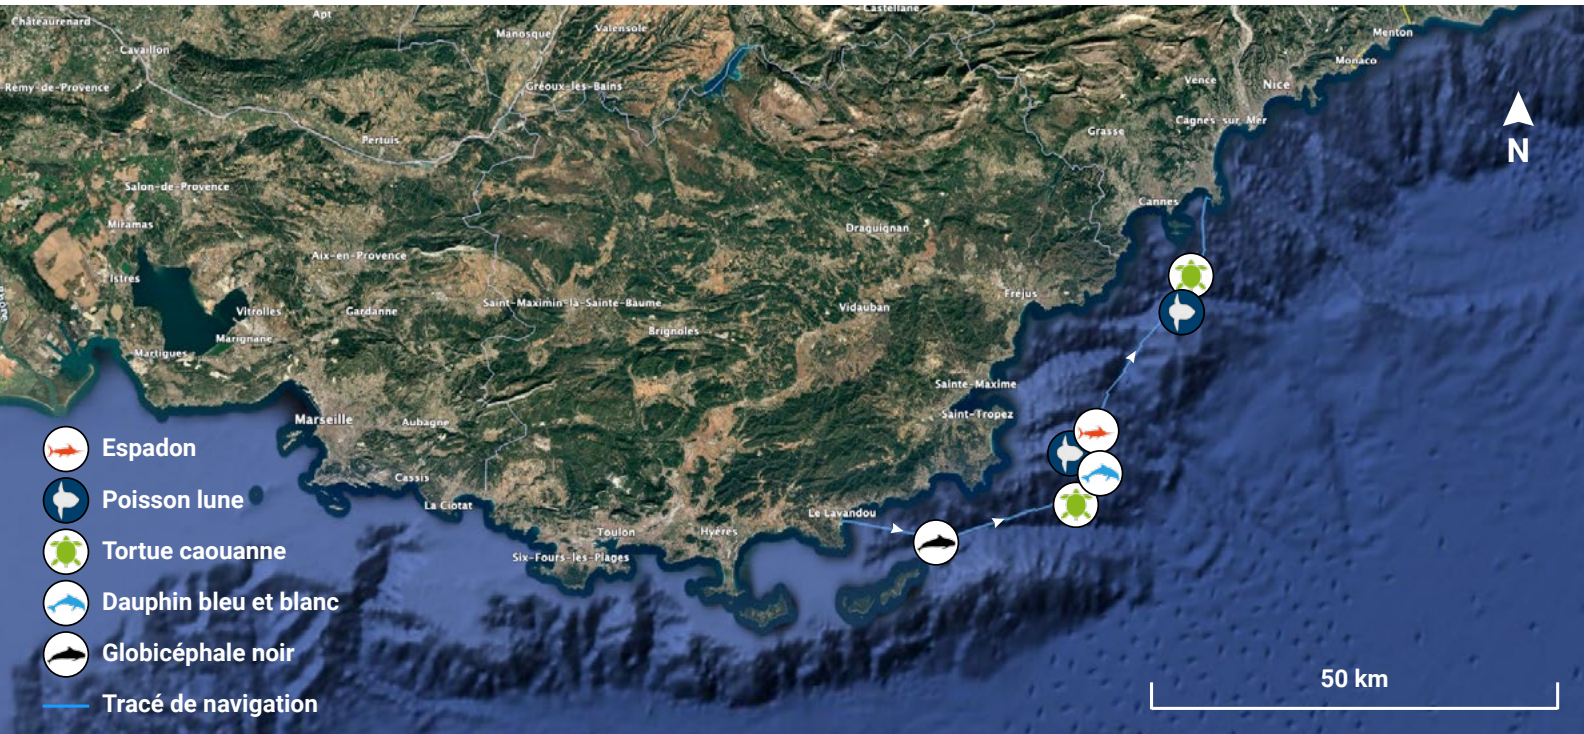 Castellane
Apt
Châteaurenard
Valensole
Manosque
Menton
Cavaillon
Monaco
Vence
Nice
-Rémy-de-Provence
Gréoux-les-Bains
Cagnes-sur-Mer
Grasse
Pertuis
N
Salon-de-Provence
Cannes
Miramas
Draguignan
Aix-en-Provence
Istres
Fréjus
Saint-Maximin-la-Sainte-Baume
Vidauban
Vitrolles
Gardanne
Brignoles
Marignane
Martigues
Sainte-Maxime
Saint-Tropez
Marseille
Aubagne
Espadon
Cassis
Poisson lune
La Ciotat
Le Lavandou
Toulon
Hyères
Tortue caouanne
Six-Fours-les-Plages
Dauphin bleu et blanc
Globicéphale noir
50 km
Tracé de navigation